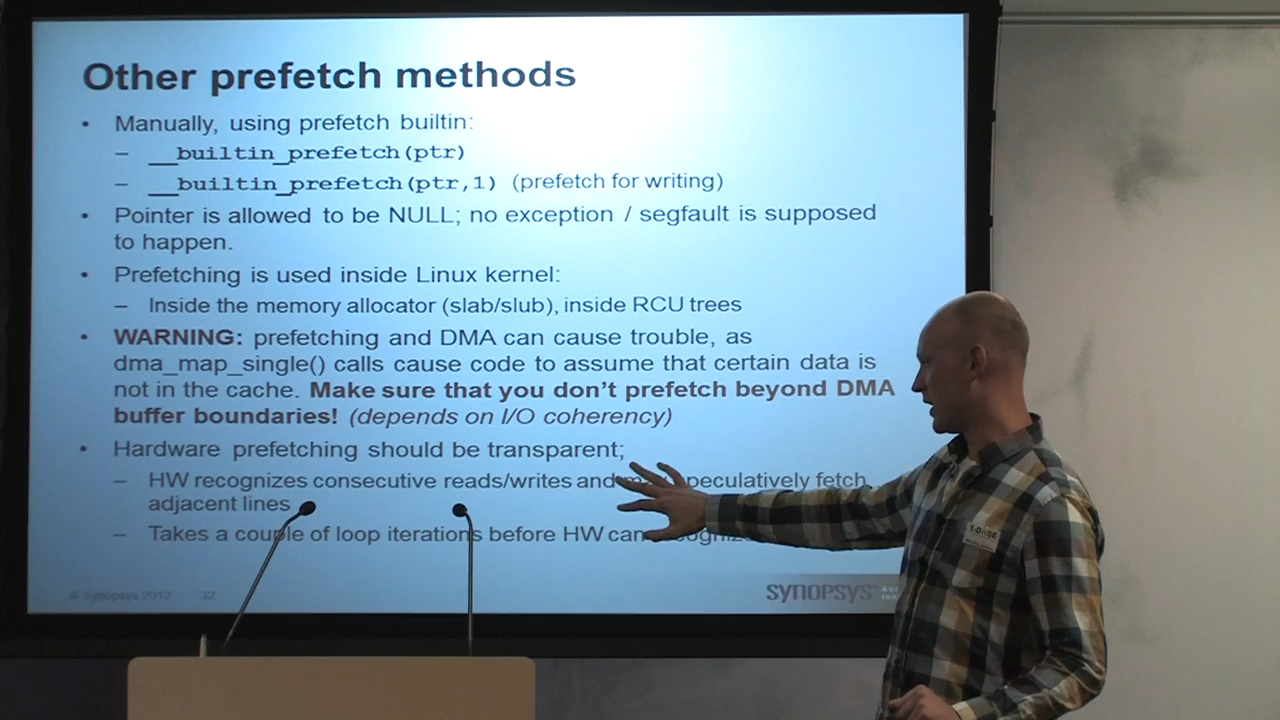 Other prefetch methods
• Manually, using prefetch builtin:
– __builtin_prefetch(ptr)
– __builtin_prefetch(ptr,1) (prefetch for writing)
• Pointer is allowed to be NULL; no exception / segfault is supposed
to happen.
• Prefetching is used inside Linux kernel:
– Inside the memory allocator (slab/slub), inside RCU trees
• WARNING: prefetching and DMA can cause trouble, as
dma_map_single() calls cause code to assume that certain data is
not in the cache. Make sure that you don't prefetch beyond DMA
buffer boundaries! (depends on I/O coherency)
• Hardware prefetching should be transparent;
– HW recognizes consecutive reads/writes and speculatively fetch
adjacent lines
– Takes a couple of loop iterations before HW can
© Synopsys 2013 32
SYNOPSYS
T-DOSE